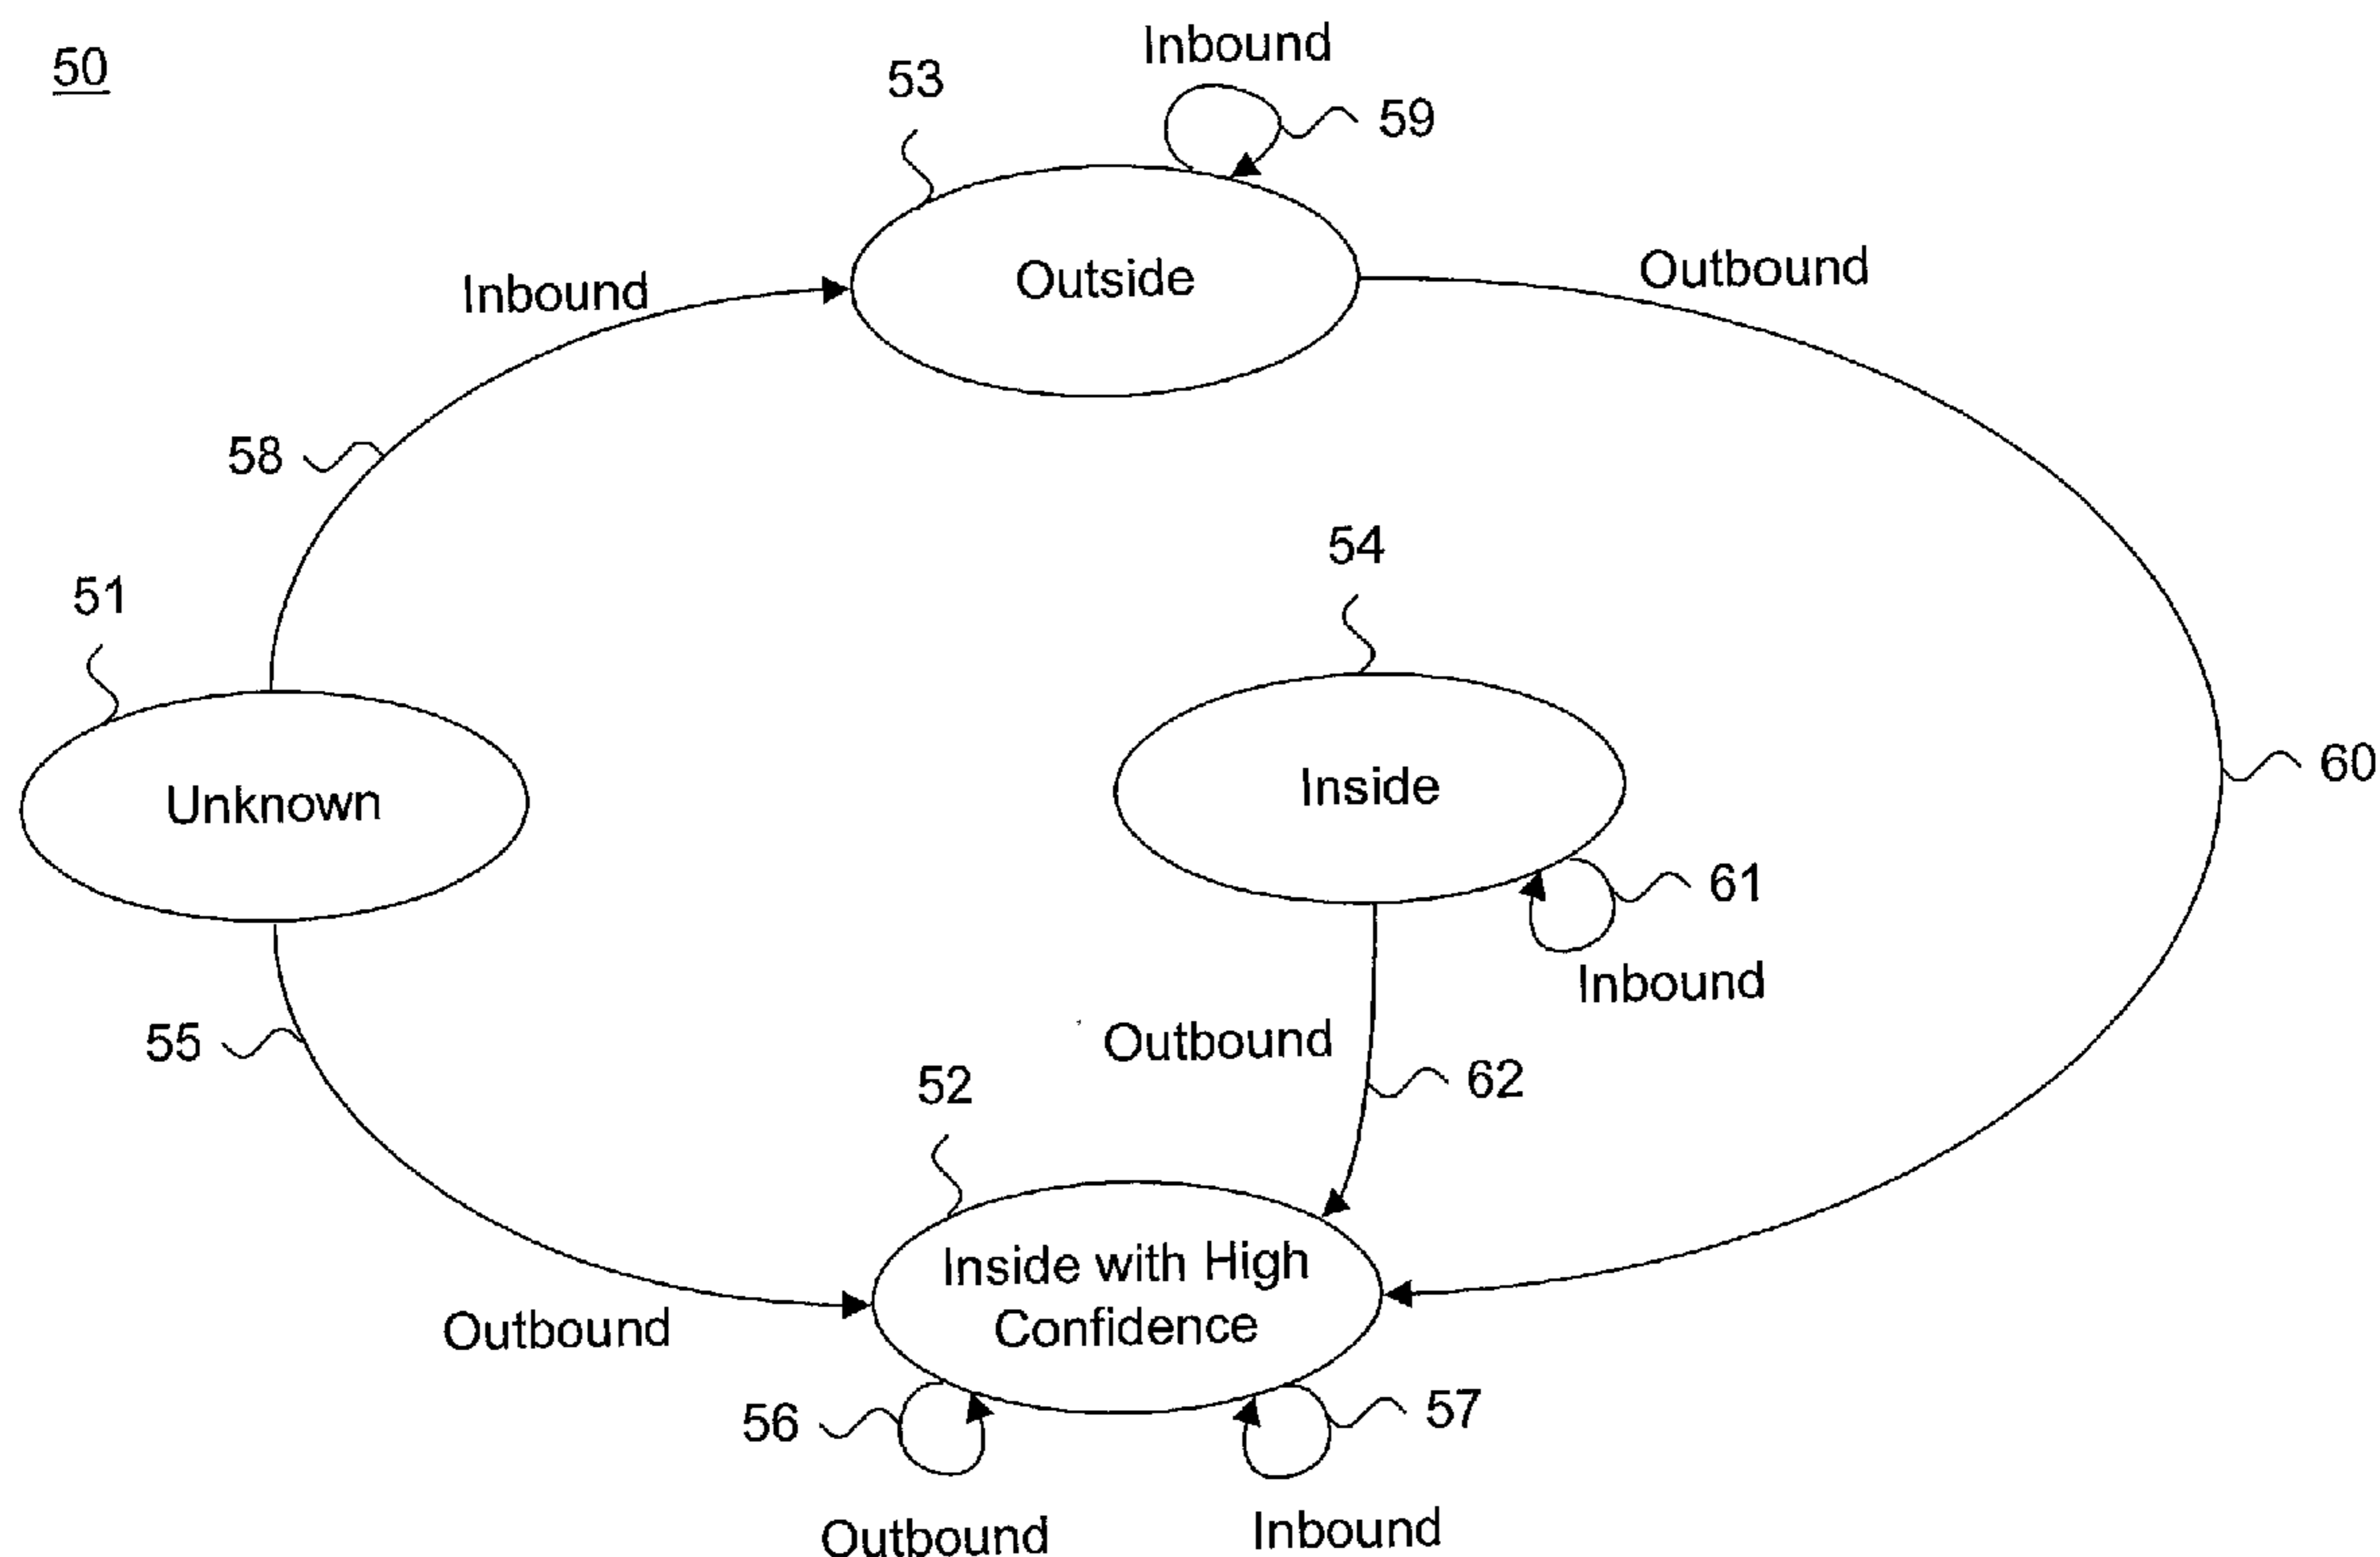 50
Inbound
53
59
Outside
Outbound
Inbound
58
54
51
60
Inside
Unknown
61
Inbound
Outbound
55
62
52
Inside with High
Confidence
Outbound
56
57
Outbound
Inbound